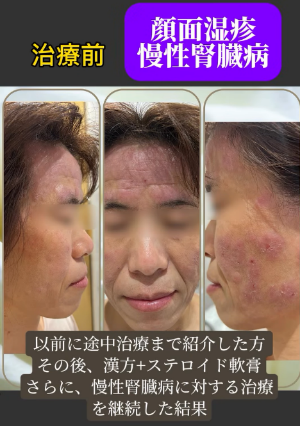 顔面湿疹
慢性腎臓病
治療前
以前に途中治療まで紹介した方
その後、漢方+ステロイド軟膏
さらに、慢性腎臓病に対する治療
を継続した結果